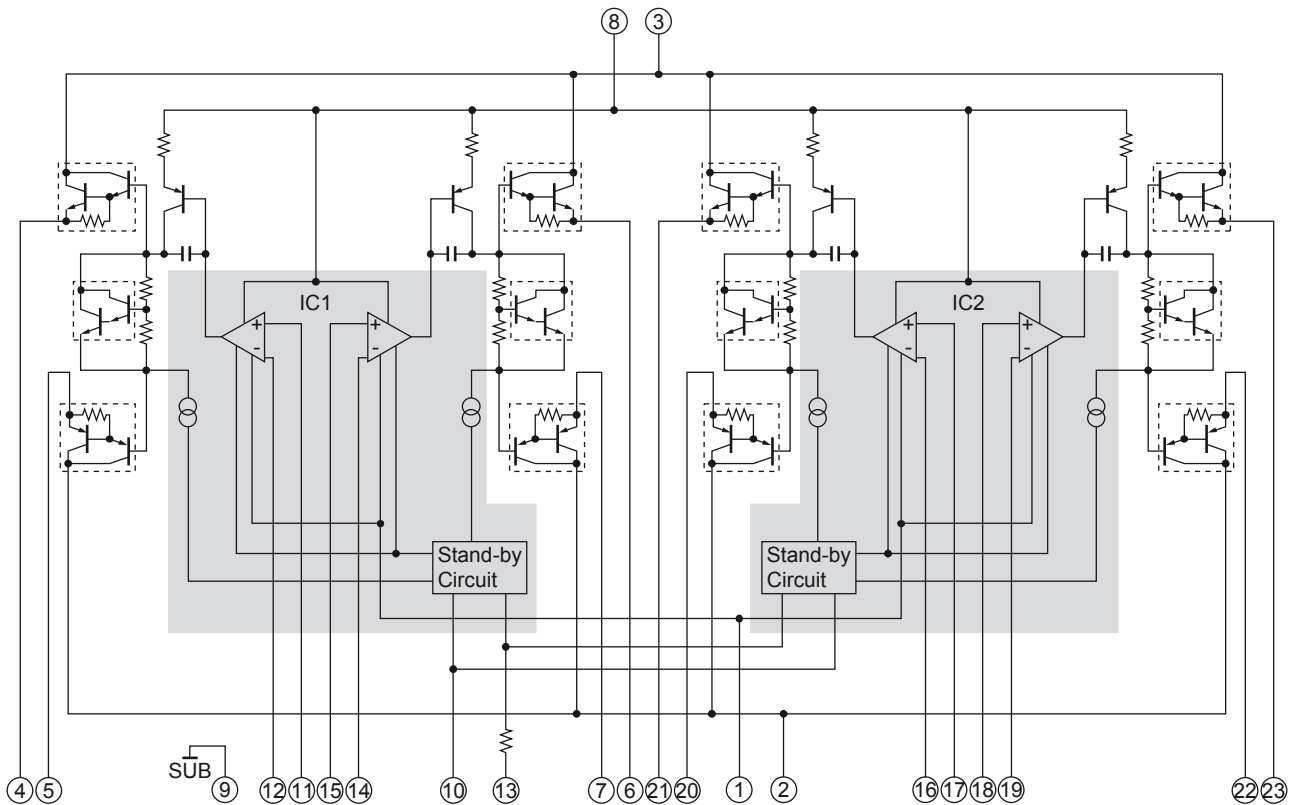 8 3
IC1 IC2
+ + + +
- - - -
Stand-by
Circuit
Stand-by
Circuit
SUB
4 5 9 12 11 15 14 10 13 7 6 21 20 1 2 16 17 18 19 22 23